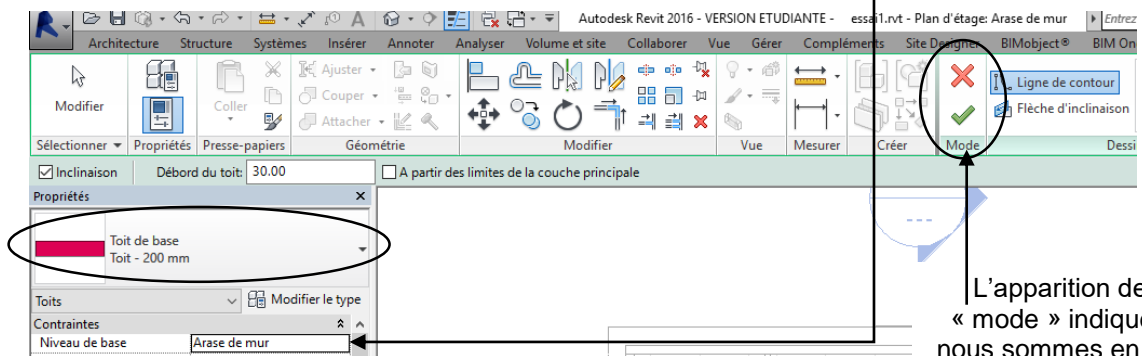 Autodesk Revit 2016 - VERSION ETUDIANTE - essai1.rvt - Plan d'étage: Arase de mur Entrez
Architecture Structure Systèmes Insérer Annoter Analyser Volume et site Collaborer Vue Gérer Compléments Site Designer BIMobject® BIM On
Modifier Coller Ajuster Couper Attacher Ligne de contour Flèche d'inclinaison
Sélectionner Propriétés Presse-papiers Géométrie Modifier Vue Mesurer Créer Mode Dessi
Inclinaison Débord du toit: 30.00 A partir des limites de la couche principale
Propriétés x
Toit de base
Toit - 200 mm
Toits Modifier le type
Contraintes
Niveau de base Arase de mur
L'apparition de
« mode » indique
nous sommes en